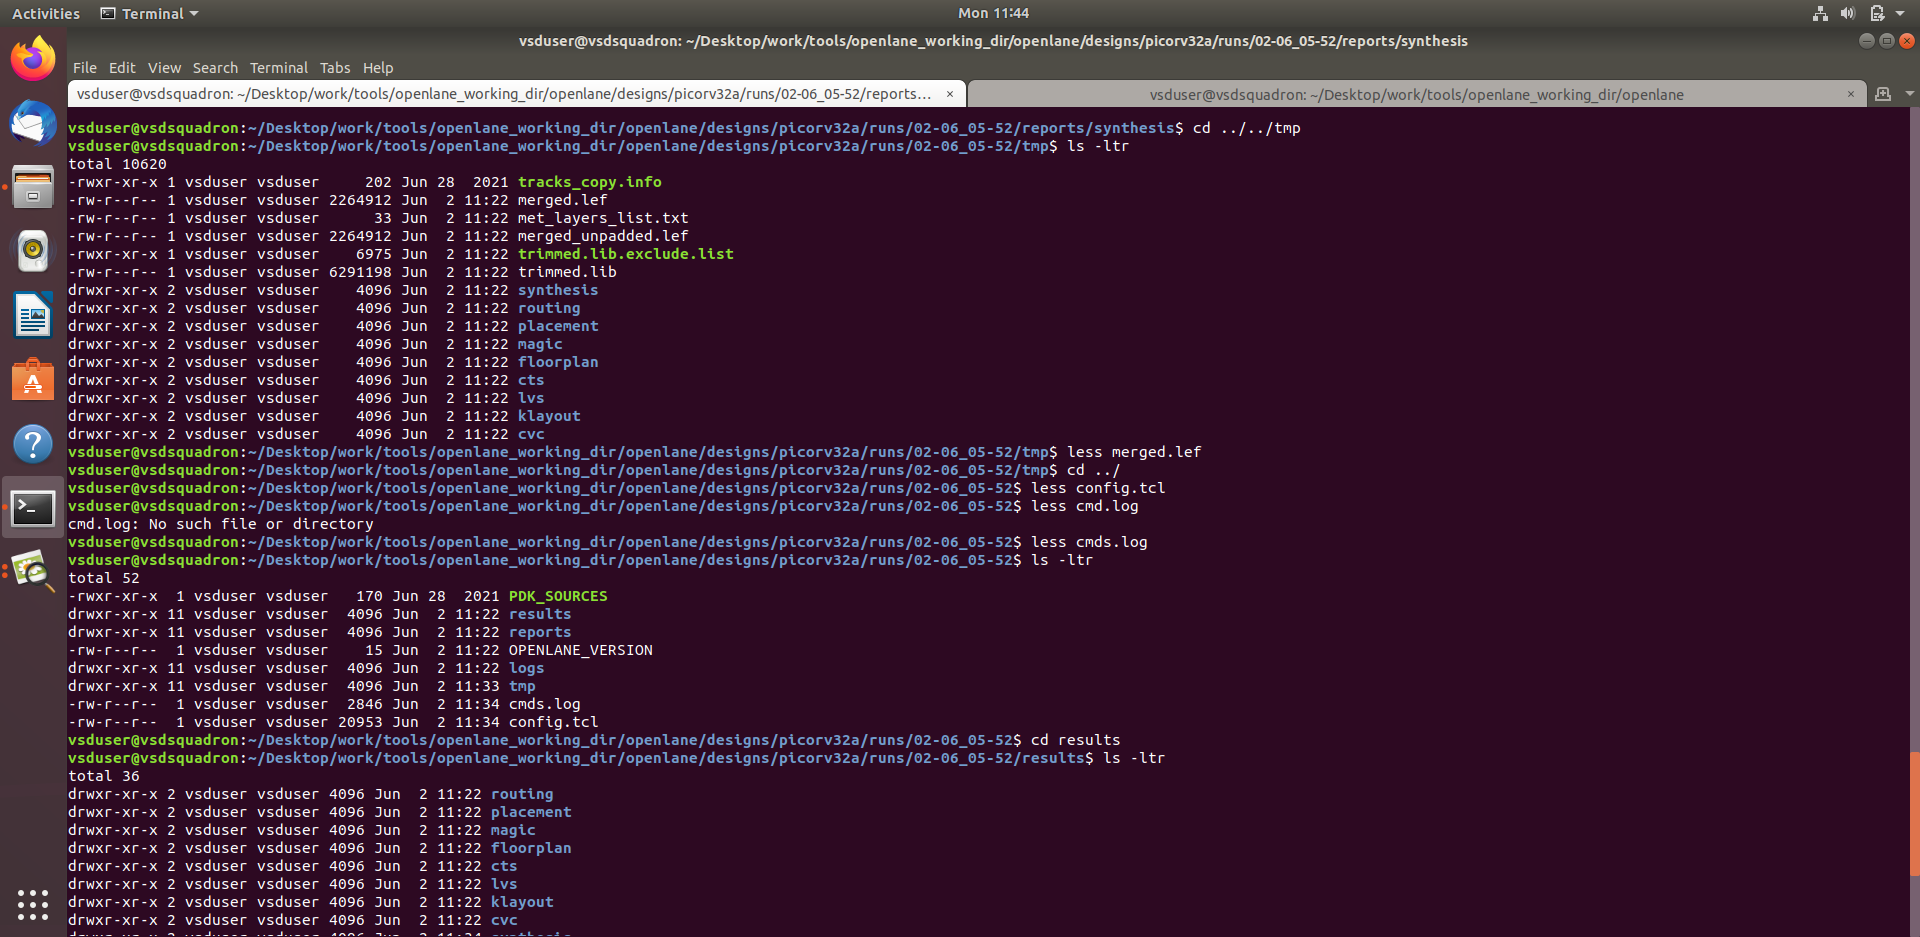 Activities Terminal Mon 11:44
vsduser@vsdsquadron: ~/Desktop/work/tools/openlane_working_dir/openlane/designs/picorv32a/runs/02-06_05-52/reports/synthesis
File Edit View Search Terminal Tabs Help
vsduser@vsdsquadron: ~/Desktop/work/tools/openlane_working_dir/openlane/designs/picorv32a/runs/02-06_05-52/reports... × vsduser@vsdsquadron: ~/Desktop/work/tools/openlane_working_dir/openlane ×
vsduser@vsdsquadron:~/Desktop/work/tools/openlane_working_dir/openlane/designs/picorv32a/runs/02-06_05-52/reports/synthesis$ cd ../../tmp
vsduser@vsdsquadron:~/Desktop/work/tools/openlane_working_dir/openlane/designs/picorv32a/runs/02-06_05-52/tmp$ ls -ltr
total 10620
-rwxr-xr-x 1 vsduser vsduser     202 Jun 28  2021 tracks_copy.info
-rw-r--r-- 1 vsduser vsduser 2264912 Jun  2 11:22 merged.lef
-rw-r--r-- 1 vsduser vsduser      33 Jun  2 11:22 met_layers_list.txt
-rw-r--r-- 1 vsduser vsduser 2264912 Jun  2 11:22 merged_unpadded.lef
-rwxr-xr-x 1 vsduser vsduser    6975 Jun  2 11:22 trimmed.lib.exclude.list
-rw-r--r-- 1 vsduser vsduser 6291198 Jun  2 11:22 trimmed.lib
drwxr-xr-x 2 vsduser vsduser    4096 Jun  2 11:22 synthesis
drwxr-xr-x 2 vsduser vsduser    4096 Jun  2 11:22 routing
drwxr-xr-x 2 vsduser vsduser    4096 Jun  2 11:22 placement
drwxr-xr-x 2 vsduser vsduser    4096 Jun  2 11:22 magic
drwxr-xr-x 2 vsduser vsduser    4096 Jun  2 11:22 floorplan
drwxr-xr-x 2 vsduser vsduser    4096 Jun  2 11:22 cts
drwxr-xr-x 2 vsduser vsduser    4096 Jun  2 11:22 lvs
drwxr-xr-x 2 vsduser vsduser    4096 Jun  2 11:22 klayout
drwxr-xr-x 2 vsduser vsduser    4096 Jun  2 11:22 cvc
vsduser@vsdsquadron:~/Desktop/work/tools/openlane_working_dir/openlane/designs/picorv32a/runs/02-06_05-52/tmp$ less merged.lef
vsduser@vsdsquadron:~/Desktop/work/tools/openlane_working_dir/openlane/designs/picorv32a/runs/02-06_05-52/tmp$ cd ../
vsduser@vsdsquadron:~/Desktop/work/tools/openlane_working_dir/openlane/designs/picorv32a/runs/02-06_05-52$ less config.tcl
vsduser@vsdsquadron:~/Desktop/work/tools/openlane_working_dir/openlane/designs/picorv32a/runs/02-06_05-52$ less cmd.log
cmd.log: No such file or directory
vsduser@vsdsquadron:~/Desktop/work/tools/openlane_working_dir/openlane/designs/picorv32a/runs/02-06_05-52$ less cmds.log
vsduser@vsdsquadron:~/Desktop/work/tools/openlane_working_dir/openlane/designs/picorv32a/runs/02-06_05-52$ ls -ltr
total 52
-rwxr-xr-x  1 vsduser vsduser   170 Jun 28  2021 PDK_SOURCES
drwxr-xr-x 11 vsduser vsduser  4096 Jun  2 11:22 results
drwxr-xr-x 11 vsduser vsduser  4096 Jun  2 11:22 reports
-rw-r--r--  1 vsduser vsduser    15 Jun  2 11:22 OPENLANE_VERSION
drwxr-xr-x 11 vsduser vsduser  4096 Jun  2 11:22 logs
drwxr-xr-x 11 vsduser vsduser  4096 Jun  2 11:33 tmp
-rw-r--r--  1 vsduser vsduser  2846 Jun  2 11:34 cmds.log
-rw-r--r--  1 vsduser vsduser 20953 Jun  2 11:34 config.tcl
vsduser@vsdsquadron:~/Desktop/work/tools/openlane_working_dir/openlane/designs/picorv32a/runs/02-06_05-52$ cd results
vsduser@vsdsquadron:~/Desktop/work/tools/openlane_working_dir/openlane/designs/picorv32a/runs/02-06_05-52/results$ ls -ltr
total 36
drwxr-xr-x 2 vsduser vsduser 4096 Jun  2 11:22 routing
drwxr-xr-x 2 vsduser vsduser 4096 Jun  2 11:22 placement
drwxr-xr-x 2 vsduser vsduser 4096 Jun  2 11:22 magic
drwxr-xr-x 2 vsduser vsduser 4096 Jun  2 11:22 floorplan
drwxr-xr-x 2 vsduser vsduser 4096 Jun  2 11:22 cts
drwxr-xr-x 2 vsduser vsduser 4096 Jun  2 11:22 lvs
drwxr-xr-x 2 vsduser vsduser 4096 Jun  2 11:22 klayout
drwxr-xr-x 2 vsduser vsduser 4096 Jun  2 11:22 cvc